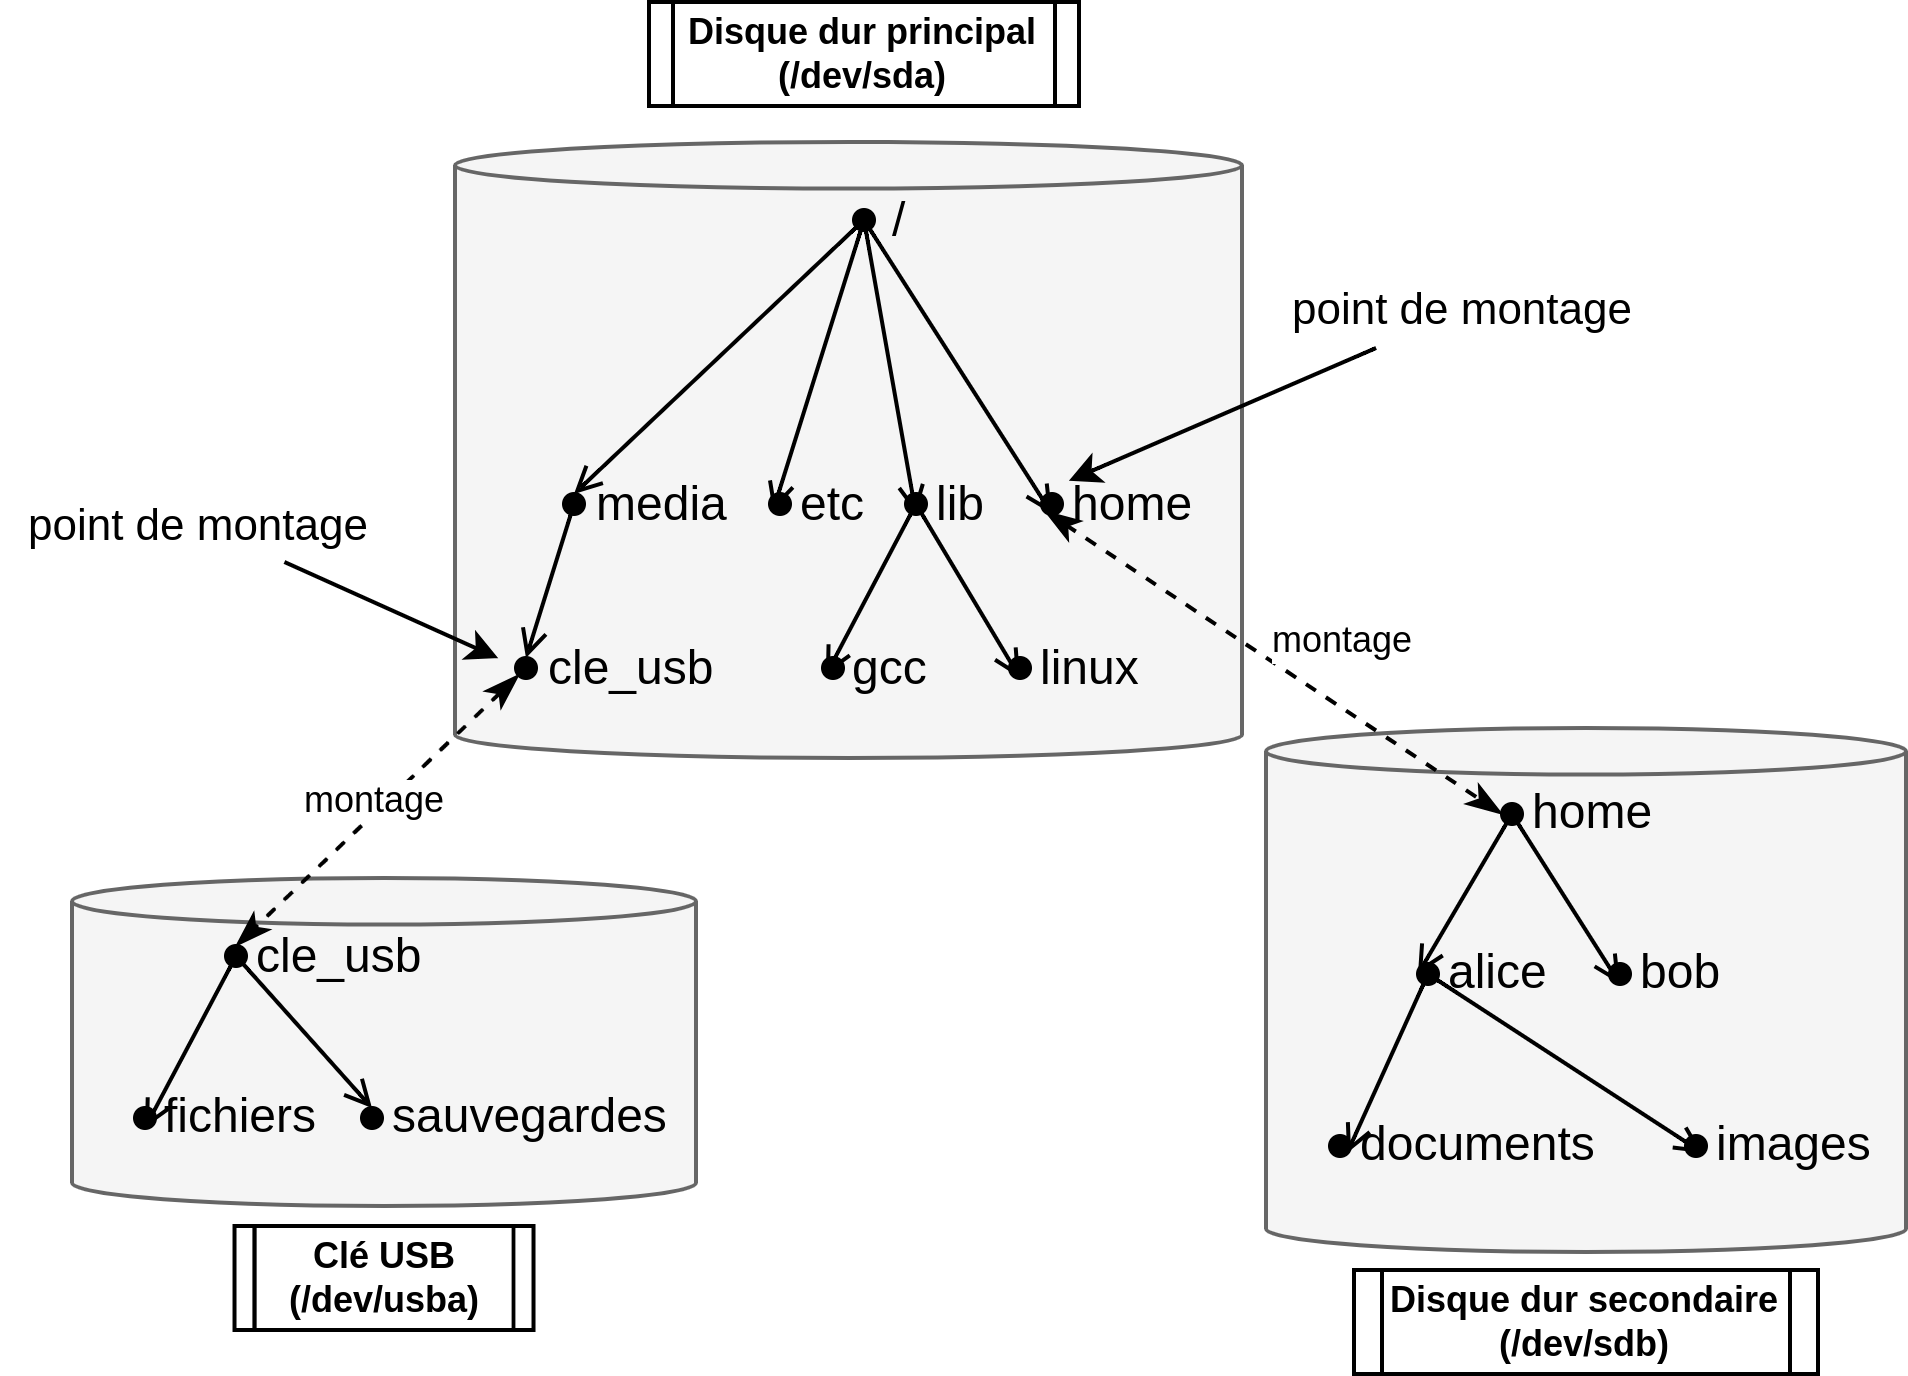 Disque dur principal
(/dev/sda)
/
point de montage
media
etc
lib
home
point de montage
cle_usb
gcc
linux
montage
montage
home
cle_usb
alice
bob
fichiers
sauvegardes
documents
images
Clé USB
(/dev/usba)
Disque dur secondaire
(/dev/sdb)